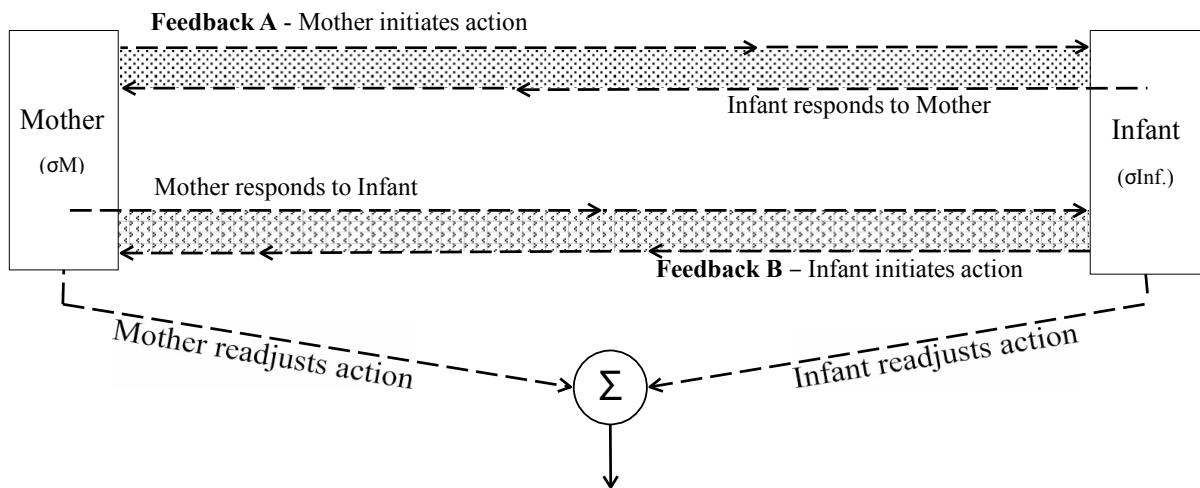 Feedback A - Mother initiates action
Infant responds to Mother
Mother
(σM)
Infant
(σInf.)
Mother responds to Infant
Feedback B – Infant initiates action
Mother readjusts action
Infant readjusts action
Σ